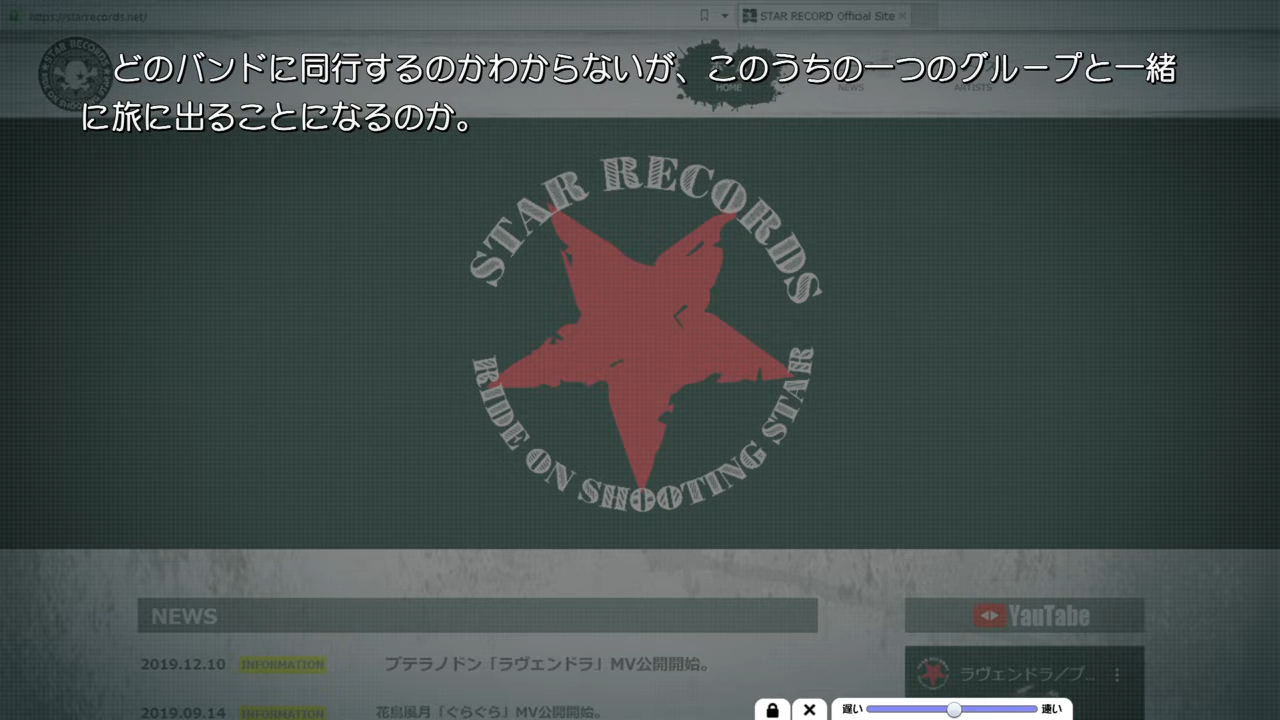 https://starrecords.net/
STAR RECORD Official Site
どのバンドに同行するのかわからないが、このうちの一つのグループと一緒
に旅に出ることになるのか。
HOME
NEWS
ARTISTS
STAR RECORDS
RIDE ON SHOOTING STAR
NEWS
YauTabe
2019.12.10 INFORMATION プテラノドン「ラヴェンドラ」MV公開開始。
ラヴェンドラ／プ...
2019.09.14 INFORMATION 花鳥風月「ぐらぐら」MV公開開始。
遅い
速い